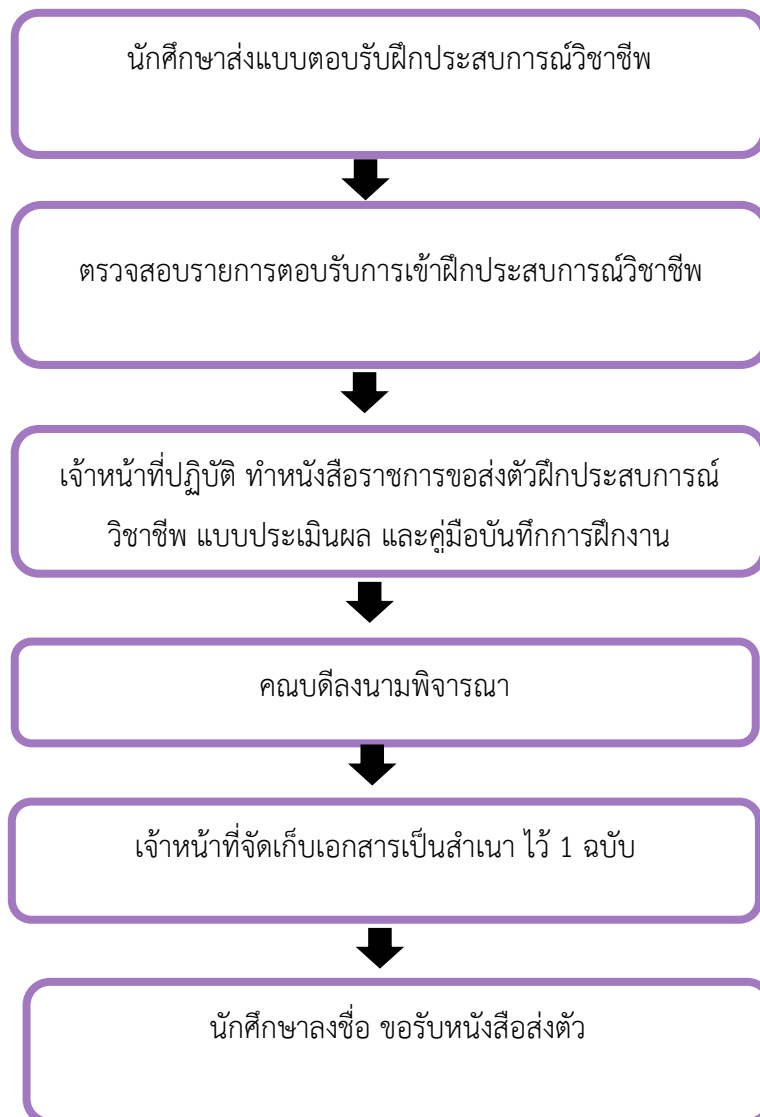 นักศึกษาส่งแบบตอบรับฝึกประสบการณ์วิชาชีพ
ตรวจสอบรายการตอบรับการเข้าฝึกประสบการณ์วิชาชีพ
เจ้าหน้าที่ปฏิบัติ ทำหนังสือราชการขอส่งตัวฝึกประสบการณ์
วิชาชีพ แบบประเมินผล และคู่มือบันทึกการฝึกงาน
คณบดีลงนามพิจารณา
เจ้าหน้าที่จัดเก็บเอกสารเป็นสำเนา ไว้ 1 ฉบับ
นักศึกษาลงชื่อ ขอรับหนังสือส่งตัว